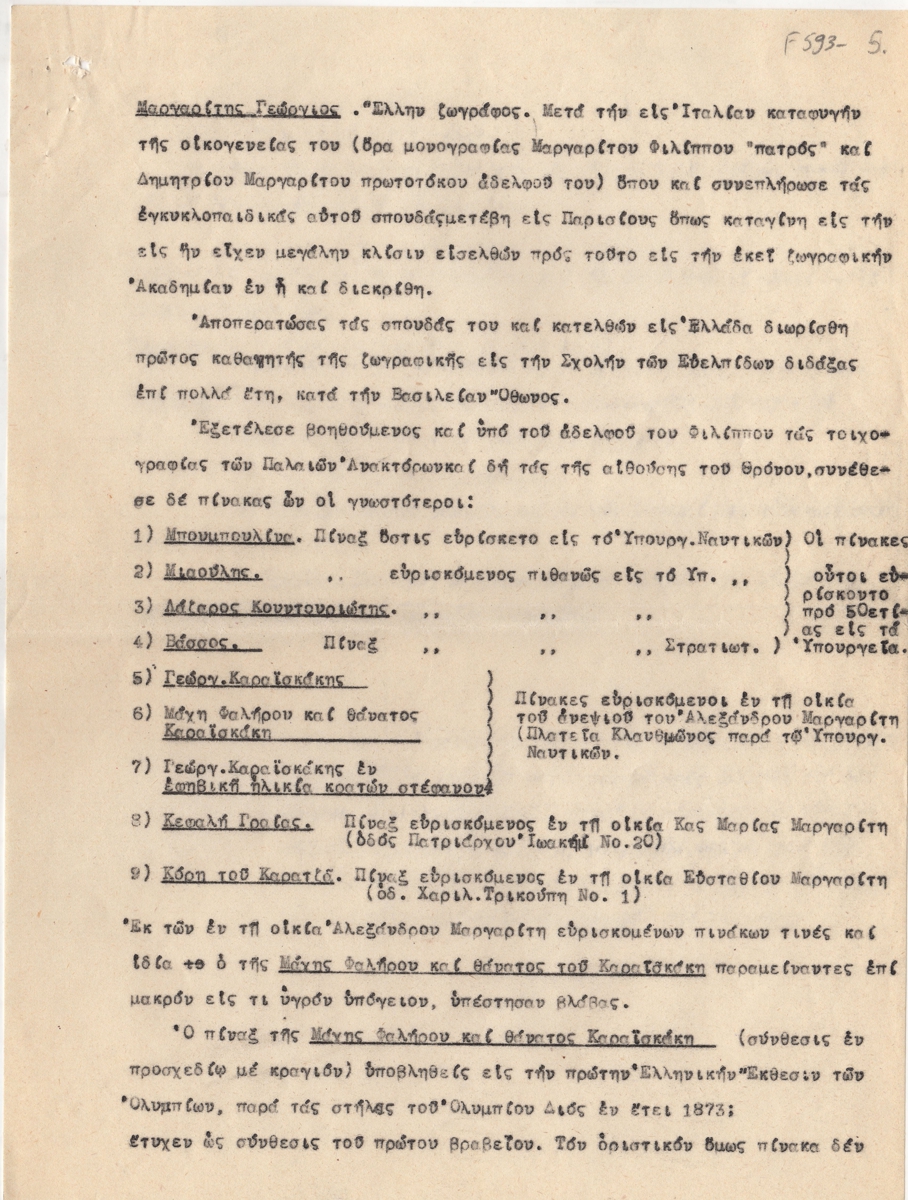 F593- 5.
Μαργαρίτης Γεώργιος . Ἕλλην ζωγράφος. Μετά τήν εἰς Ἰταλίαν καταφυγήν
τῆς οἰκογενείας του (ὅρα μονογραφίας Μαργαρίτου Φιλίππου "πατρός" καί
Δημητρίου Μαργαρίτου πρωτοτόκου ἀδελφοῦ του) ὅπου καί συνεπλήρωσε τάς
ἐγκυκλοπαιδικάς αὐτοῦ σπουδάςμετέβη εἰς Παρισίους ὅπως καταγίνη εἰς τήν
εἰς ἥν εἶχεν μεγάλην κλίσιν εἰσελθών πρός τοῦτο εἰς τήν ἐκεῖ ζωγραφικήν
Ἀκαδημίαν ἐν ᾗ καί διεκρίθη.
Ἀποπερατώσας τάς σπουδάς του καί κατελθών εἰς Ἑλλάδα διωρίσθη
πρῶτος καθηγητής τῆς ζωγραφικῆς εἰς τήν Σχολήν τῶν Εὐελπίδων διδάξας
ἐπί πολλά ἔτη, κατά τήν Βασιλείαν Ὄθωνος.
Ἐξετέλεσε βοηθούμενος καί ὑπό τοῦ ἀδελφοῦ του Φιλίππου τάς τοιχο-
γραφίας τῶν Παλαιῶν Ἀνακτόρωνκαί δή τάς τῆς αἰθούσης τοῦ Θρόνου,συνέθε-
σε δέ πίνακας ὧν οἱ γνωστότεροι:
1) Μπουμπουλίνα. Πίναξ ὅστις εὑρίσκετο εἰς τό Ὑπουργ.Ναυτικῶν) Οἱ πίνακες
2) Μιαούλης. ,, εὑρισκόμενος πιθανῶς εἰς τό Υπ. ,, ) οὗτοι εὑ-
) ρίσκοντο
3) Λάζαρος Κουντουριώτης. ,, ,, ,, ) πρό 50ετί-
) ας εἰς τά
4) Βάσσος. Πίναξ ,, ,, ,, Στρατιωτ. ) Ὑπουργεῖα.
5) Γεώργ.Καραϊσκάκης )
6) Μάχη Φαλήρου καί θάνατος ) Πίνακες εὑρισκόμενοι ἐν τῇ οἰκία
Καραϊσκάκη ) τοῦ ἀνεψιοῦ του Ἀλεξάνδρου Μαργαρίτη
) (Πλατεῖα Κλαυθμῶνος παρά τῷ Ὑπουργ.
7) Γεώργ.Καραϊσκάκης ἐν ) Ναυτικῶν.
ἐφηβικῇ ἡλικία κρατῶν στέφανον)
8) Κεφαλή Γραίας. Πίναξ εὑρισκόμενος ἐν τῇ οἰκία Κας Μαρίας Μαργαρίτη
(ὁδός Πατριάρχου Ἰωακήμ Νο.20)
9) Κόρη τοῦ Καρατζᾶ. Πίναξ εὑρισκόμενος ἐν τῇ οἰκία Εὐσταθίου Μαργαρίτη
(ὁδ. Χαριλ.Τρικούπη Νο. 1)
Ἐκ τῶν ἐν τῇ οἰκία Ἀλεξάνδρου Μαργαρίτη εὑρισκομένων πινάκων τινές καί
ἰδία το ὁ τῆς Μάχης Φαλήρου καί θάνατος τοῦ Καραϊσκάκη παραμείναντες ἐπί
μακρόν εἰς τι ὑγρόν ὑπόγειον, ὑπέστησαν βλάβας.
Ὁ πίναξ τῆς Μάχης Φαλήρου καί θάνατος Καραϊσκάκη (σύνθεσις ἐν
προσχεδίῳ μέ κραγιόν) ὑποβληθείς εἰς τήν πρώτην Ἑλληνικήν Ἔκθεσιν τῶν
Ὀλυμπίων, παρά τάς στήλας τοῦ Ὀλυμπίου Διός ἐν ἔτει 1873;
ἔτυχεν ὡς σύνθεσις τοῦ πρώτου βραβείου. Τόν ὁριστικόν ὅμως πίνακα δέν